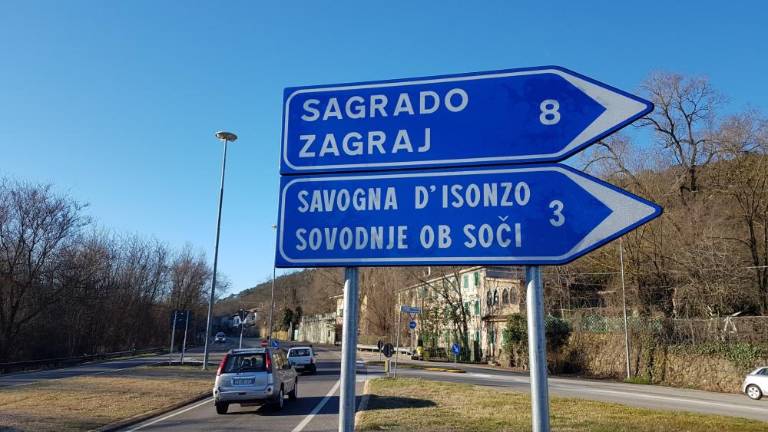 SAGRADO 8
ZAGRAJ
SAVOGNA D'ISONZO 3
SOVODNJE OB SOČI